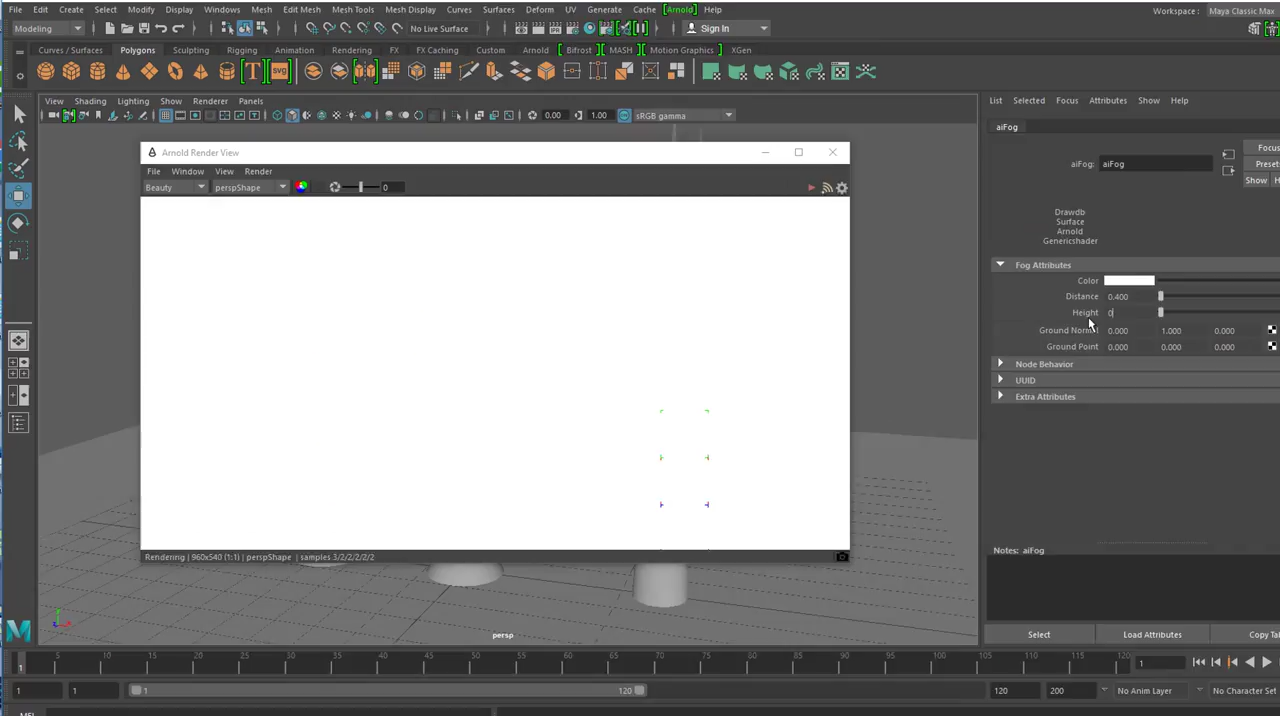 File Edit Create Select Modify Display Windows Mesh Edit Mesh Mesh Tools Mesh Display Curves Surfaces Deform UV Generate Cache Arnold Help
Workspace : Maya Classic Max
Modeling No Live Surface Sign In
Curves / Surfaces Polygons Sculpting Rigging Animation Rendering FX FX Caching Custom Arnold Bifrost MASH Motion Graphics XGen
T svg
View Shading Lighting Show Renderer Panels
0.00 1.00 sRGB gamma
List Selected Focus Attributes Show Help
aiFog
Focus
aiFog: aiFog
Presets
Show H
Drawdb
Surface
Arnold
Genericshader
Fog Attributes
Color
Distance 0.400
Height 0
Ground Normal 0.000 1.000 0.000
Ground Point 0.000 0.000 0.000
Node Behavior
UUID
Extra Attributes
Notes: aiFog
Select Load Attributes Copy Ta
Arnold Render View
File Window View Render
Beauty perspShape 0
Rendering | 960x540 (1:1) | perspShape | samples 3/2/2/2/2/2
persp
1 5 10 15 20 25 30 35 40 45 50 55 60 65 70 75 80 85 90 95 100 105 110 115 120 1
1 1 1 120 120 200 No Anim Layer No Character Set
MEL